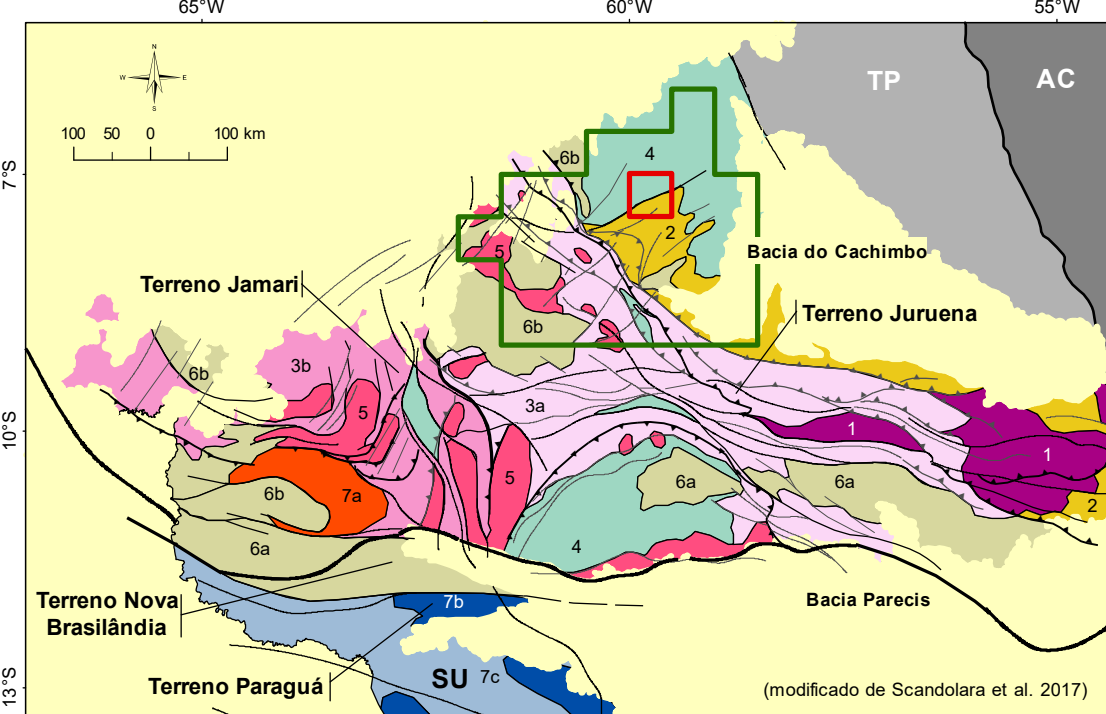 65°W
60°W
55°W
N
W E
S
TP
AC
100 50 0 100 km
6b
4
7°S
2
5
Bacia do Cachimbo
Terreno Jamari
Terreno Juruena
6b
3b
6b
3a
5
1
10°S
1
5
6a
6a
6b
7a
2
4
6a
Terreno Nova
Brasilândia
7b
Bacia Parecis
SU
7c
Terreno Paraguá
13°S
(modificado de Scandolara et al. 2017)